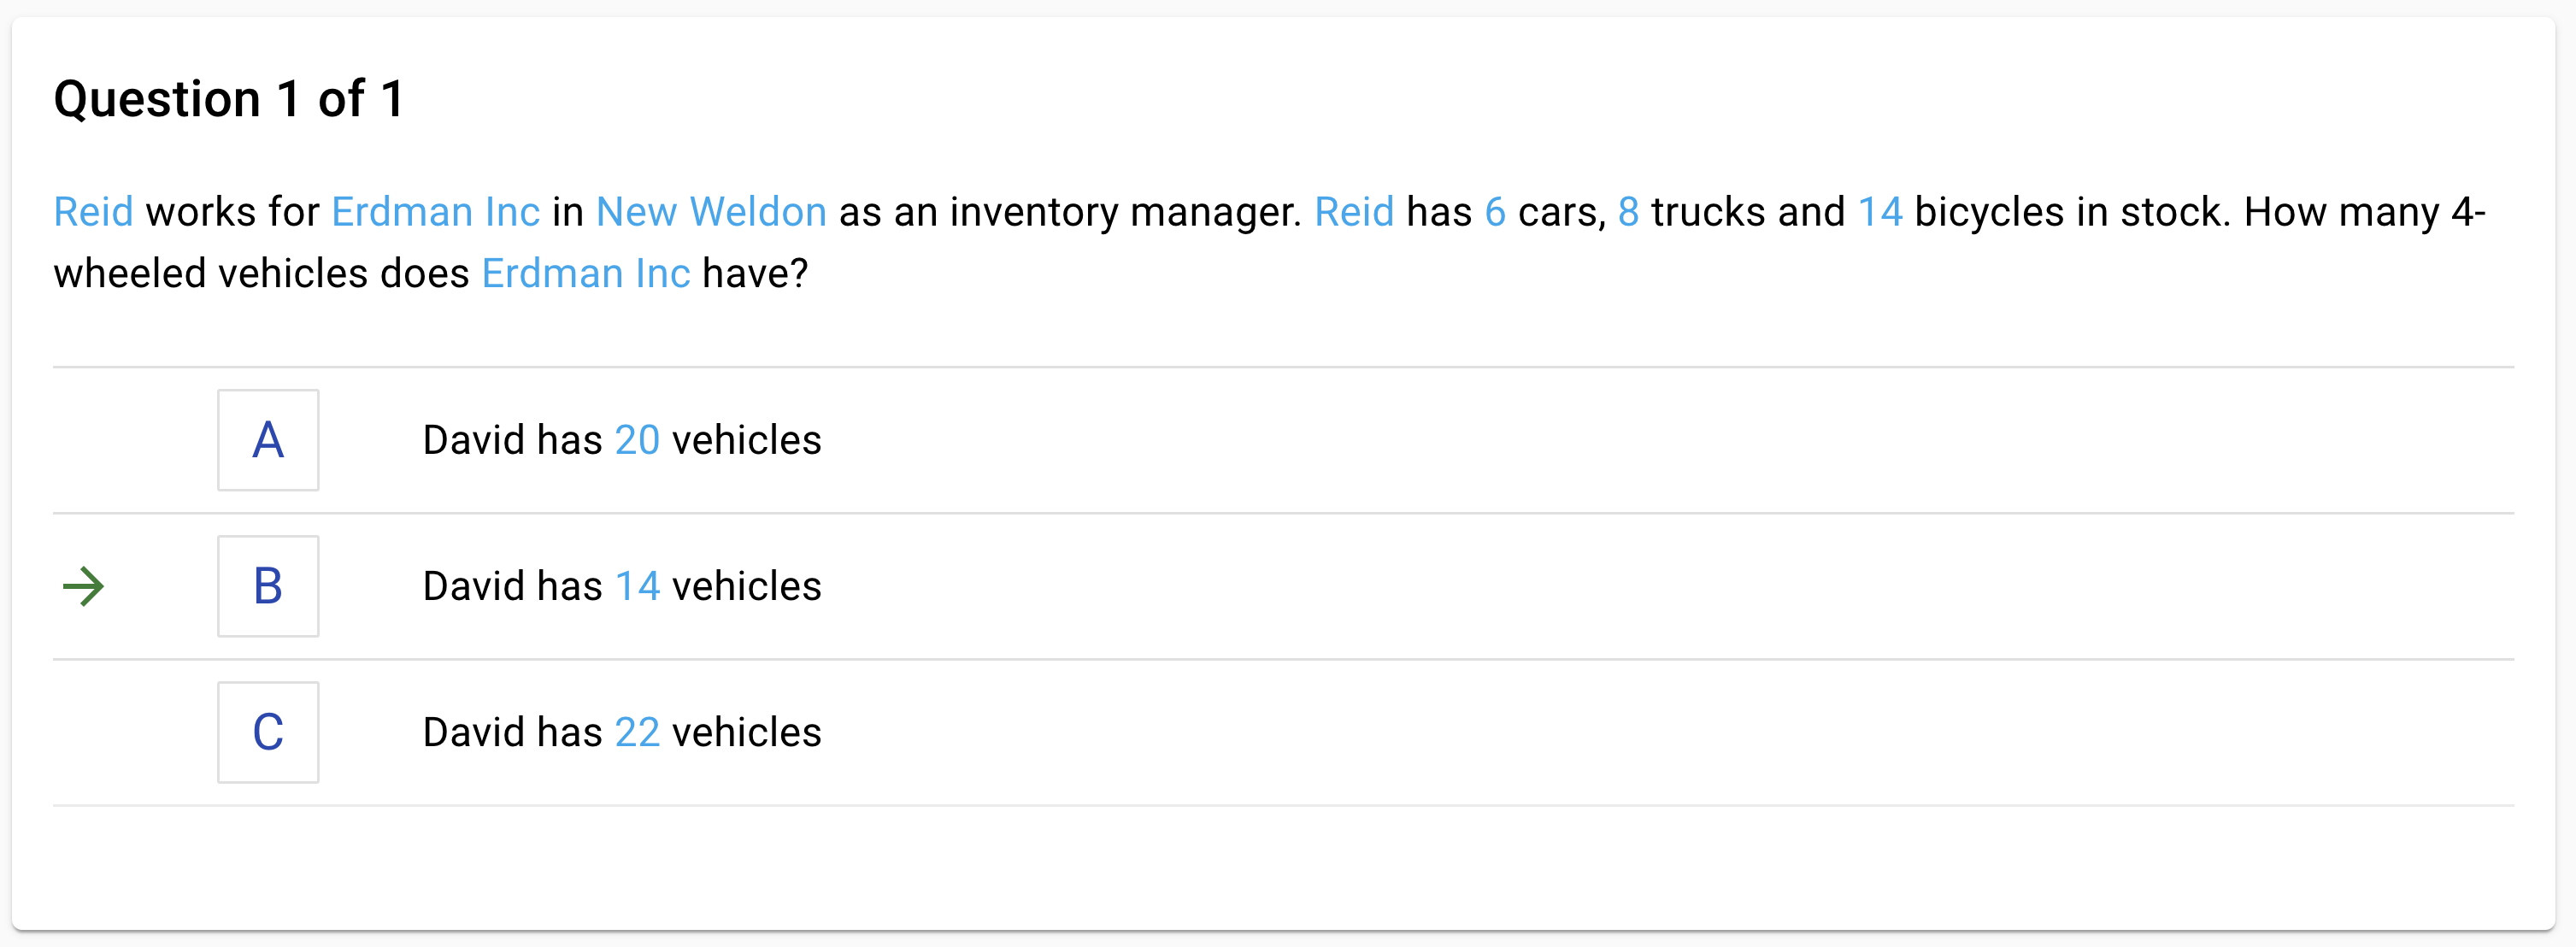 Question 1 of 1
Reid works for Erdman Inc in New Weldon as an inventory manager. Reid has 6 cars, 8 trucks and 14 bicycles in stock. How many 4-
wheeled vehicles does Erdman Inc have?
A David has 20 vehicles
B David has 14 vehicles
C David has 22 vehicles